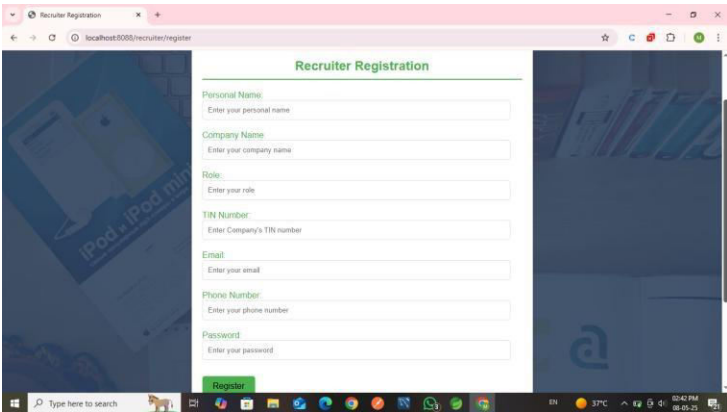 Recruiter Registration
localhost:8088/recruiter/register
Recruiter Registration
Personal Name:
Enter your personal name
Company Name
Enter your company name
Role:
Enter your role
TIN Number:
Enter Company's TIN number
Email:
Enter your email
Phone Number:
Enter your phone number
Password:
Enter your password
Register
iPod & iPod mini
a
Type here to search
EN
37°C
02:42 PM
08-05-25